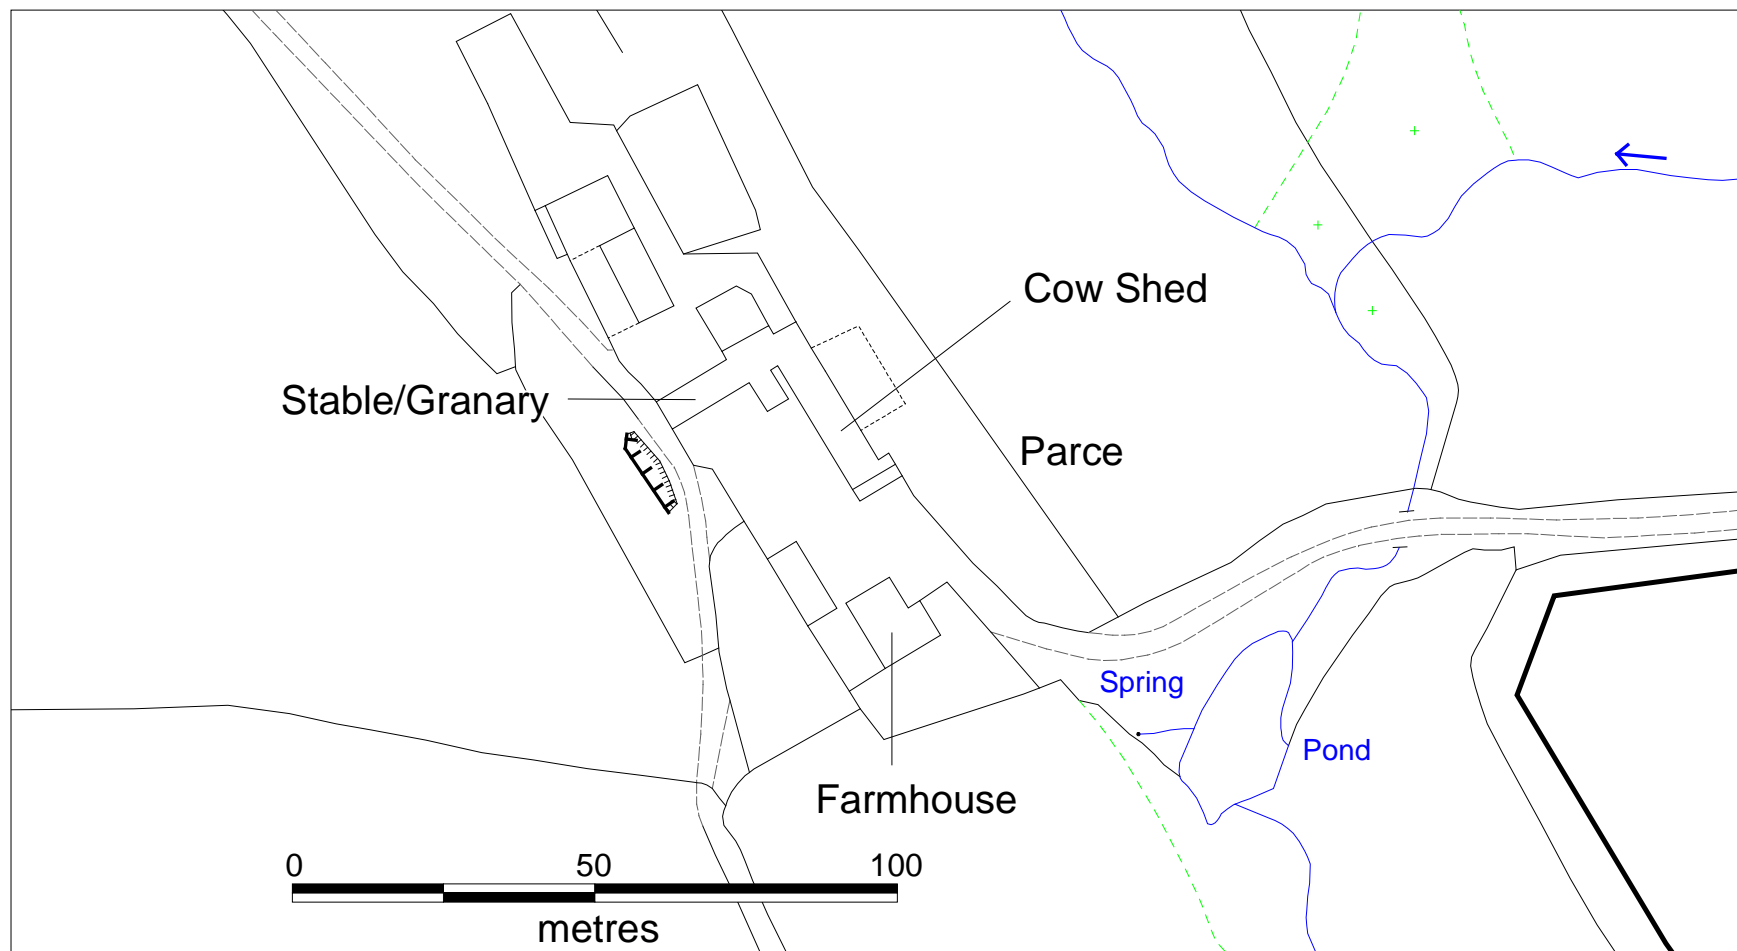 Cow Shed
Stable/Granary
Parce
Spring
Pond
Farmhouse
0 50 100
metres